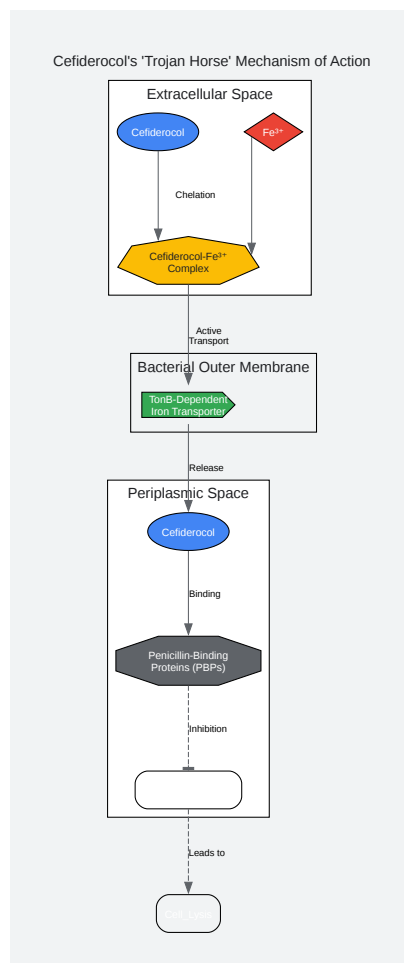 Cefiderocol's 'Trojan Horse' Mechanism of Action
Extracellular Space
Cefiderocol
Fe³⁺
Chelation
Cefiderocol-Fe³⁺
Complex
Active
Transport
Bacterial Outer Membrane
TonB-Dependent
Iron Transporter
Release
Periplasmic Space
Cefiderocol
Binding
Penicillin-Binding
Proteins (PBPs)
Inhibition
Leads to